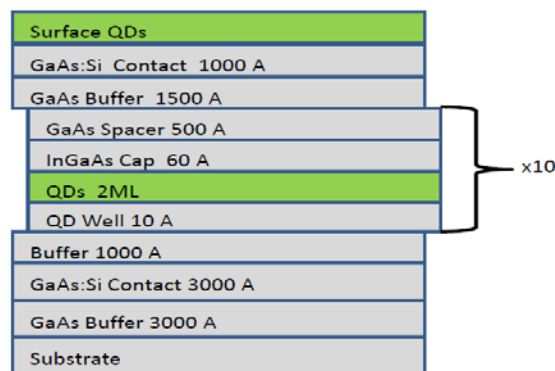 Surface QDs
GaAs:Si Contact 1000 A
GaAs Buffer 1500 A
GaAs Spacer 500 A
InGaAs Cap 60 A
x10
QDs 2ML
QD Well 10 A
Buffer 1000 A
GaAs:Si Contact 3000 A
GaAs Buffer 3000 A
Substrate